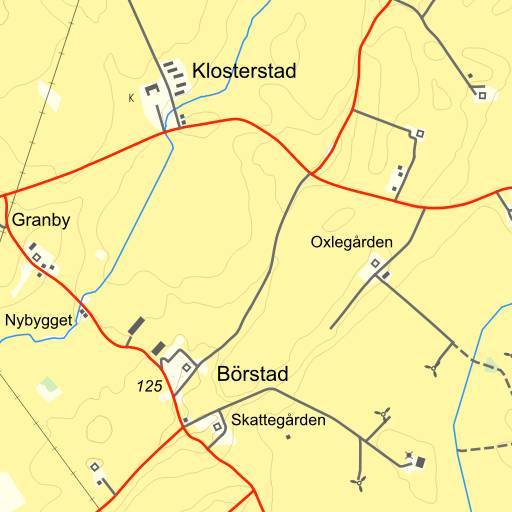 Klosterstad
K
Granby
Oxlegården
Nybygget
Börstad
125
Skattegården